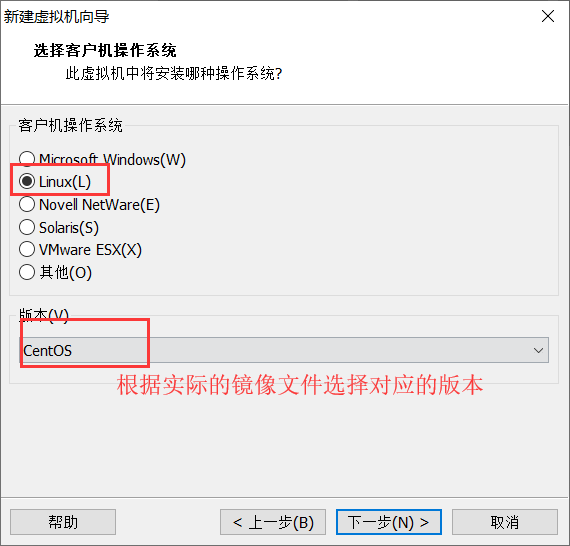 新建虚拟机向导
选择客户机操作系统
此虚拟机中将安装哪种操作系统?
客户机操作系统
Microsoft Windows(W)
Linux(L)
Novell NetWare(E)
Solaris(S)
VMware ESX(X)
其他(O)
版本(V)
CentOS
根据实际的镜像文件选择对应的版本
帮助
< 上一步(B)
下一步(N) >
取消